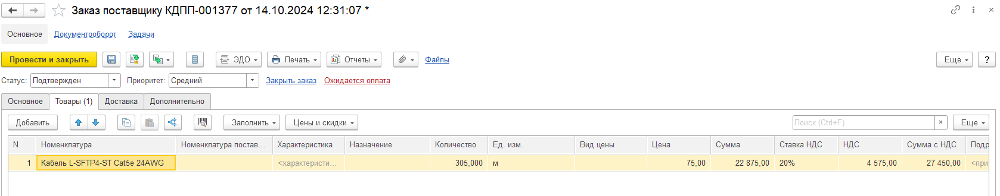 Заказ поставщику КДПП-001377 от 14.10.2024 12:31:07 *
Основное Документооборот Задачи
Провести и закрыть ЭДО Печать Отчеты Файлы Еще ?
Статус: Подтвержден Приоритет: Средний Закрыть заказ Ожидается оплата
Основное Товары (1) Доставка Дополнительно
Добавить Заполнить Цены и скидки Поиск (Ctrl+F) × Еще
N Номенклатура Номенклатура постав... Характеристика Назначение Количество Ед. изм. Вид цены Цена Сумма Ставка НДС НДС Сумма с НДС Подр
1 Кабель L-SFTP4-ST Cat5e 24AWG <характеристи... 305,000 м 75,00 22 875,00 20% 4 575,00 27 450,00 <при